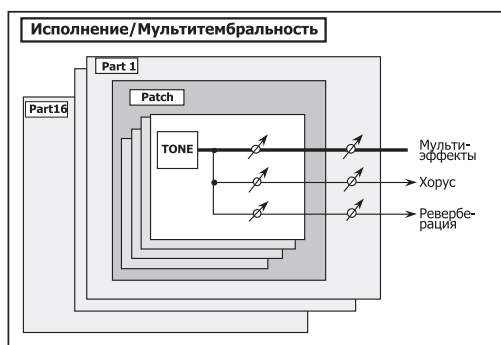 Исполнение/Мультитембральность
Part 1
Patch
Part16
TONE
Мульти-
эффекты
Хорус
Ревербе-
рация